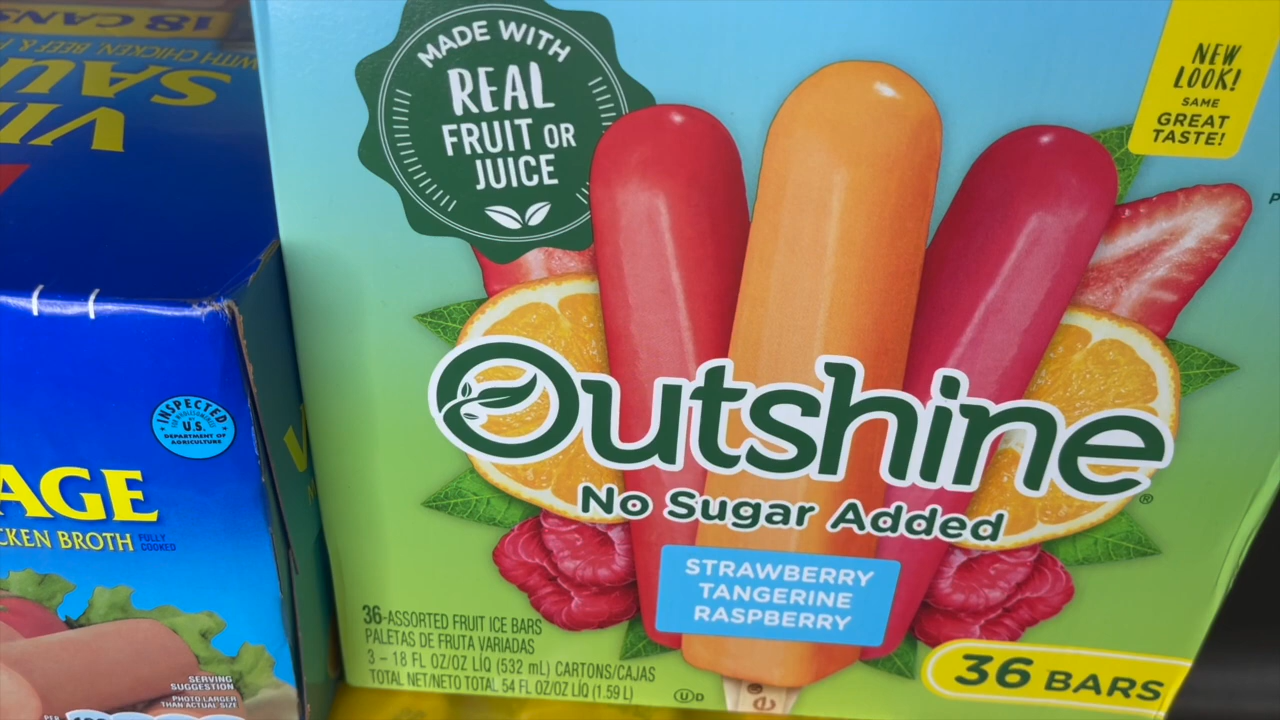 18 CANS
WITH CHICKEN, BEEF &
SAU
VI
INSPECTED
U.S.
DEPARTMENT OF
AGRICULTURE
AGE
CKEN BROTH
FULLY
COOKED
SERVING
SUGGESTION
PHOTO LARGER
THAN ACTUAL SIZE
PER
MADE WITH
REAL
FRUIT OR
JUICE
NEW
LOOK!
SAME
GREAT
TASTE!
Outshine®
No Sugar Added
STRAWBERRY
TANGERINE
RASPBERRY
36-ASSORTED FRUIT ICE BARS
PALETAS DE FRUTA VARIADAS
3 – 18 FL OZ/OZ LÍQ (532 mL) CARTONS/CAJAS
TOTAL NET/NETO TOTAL 54 FL OZ/OZ LÍQ (1.59 L)
U D
36 BARS